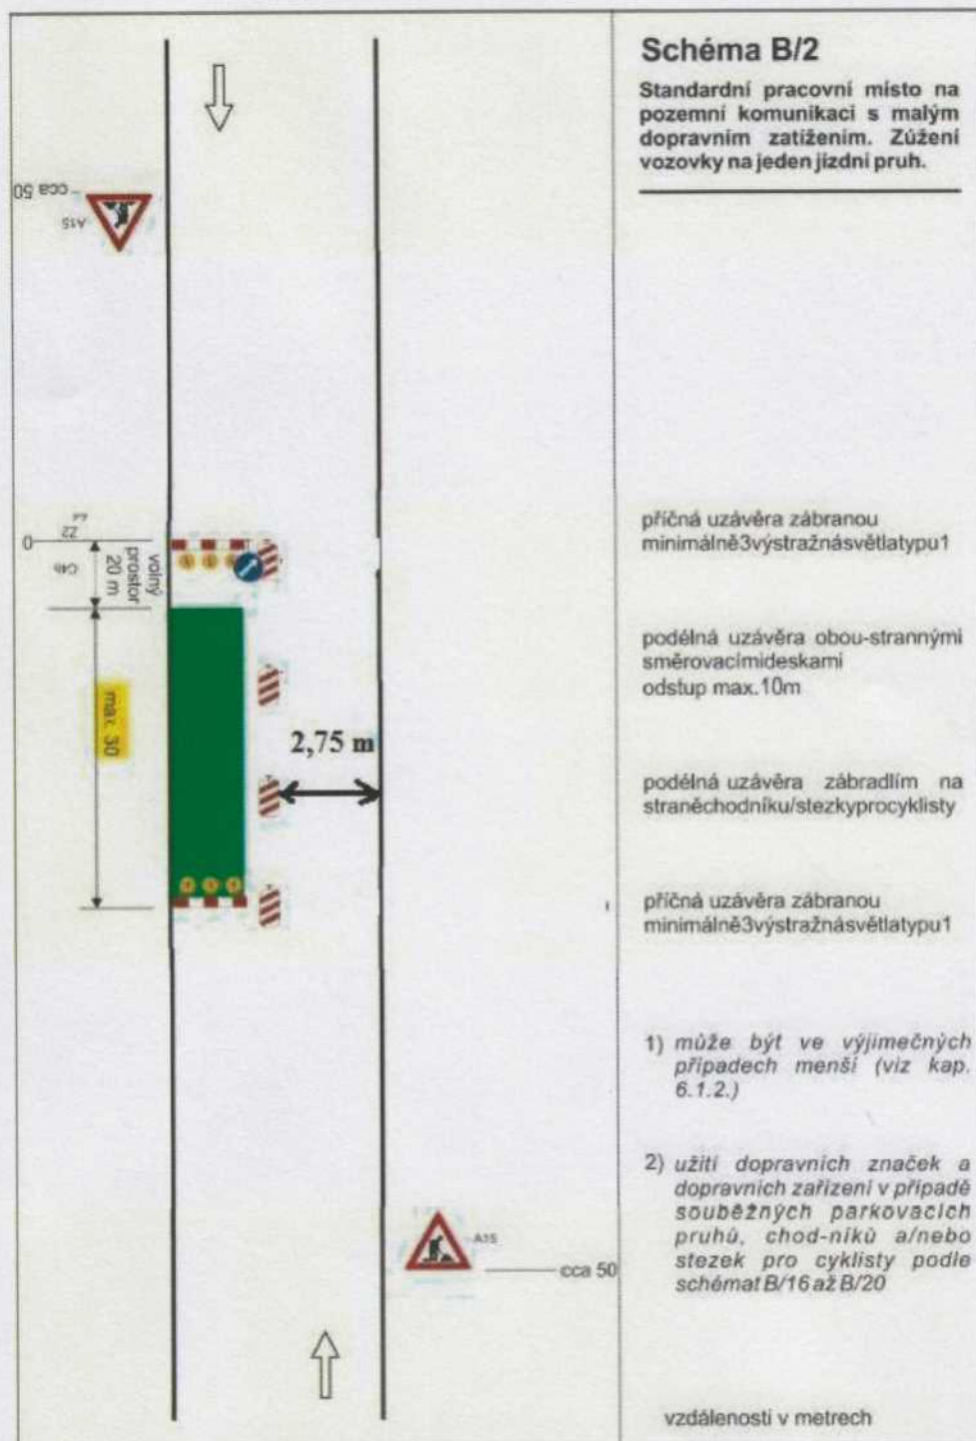 Schéma B/2
Standardní pracovní místo na
pozemní komunikaci s malým
dopravním zatížením. Zúžení
vozovky na jeden jízdní pruh.
cca 50
A15
příčná uzávěra zábranou
minimálně3výstražnásvětlatypu1
Z2
0
C4b
volný
prostor
20 m
podélná uzávěra obou-strannými
směrovacímideskami
odstup max.10m
max. 30
2,75 m
podélná uzávěra zábradlím na
straněchodníku/stezkyprocyklisty
příčná uzávěra zábranou
minimálně3výstražnásvětlatypu1
1) může být ve výjimečných
případech menší (viz kap.
6.1.2.)
2) užití dopravních značek a
dopravních zařízení v případě
souběžných parkovacích
pruhů, chod-níků a/nebo
stezek pro cyklisty podle
schémat B/16 až B/20
A15
cca 50
vzdálenosti v metrech